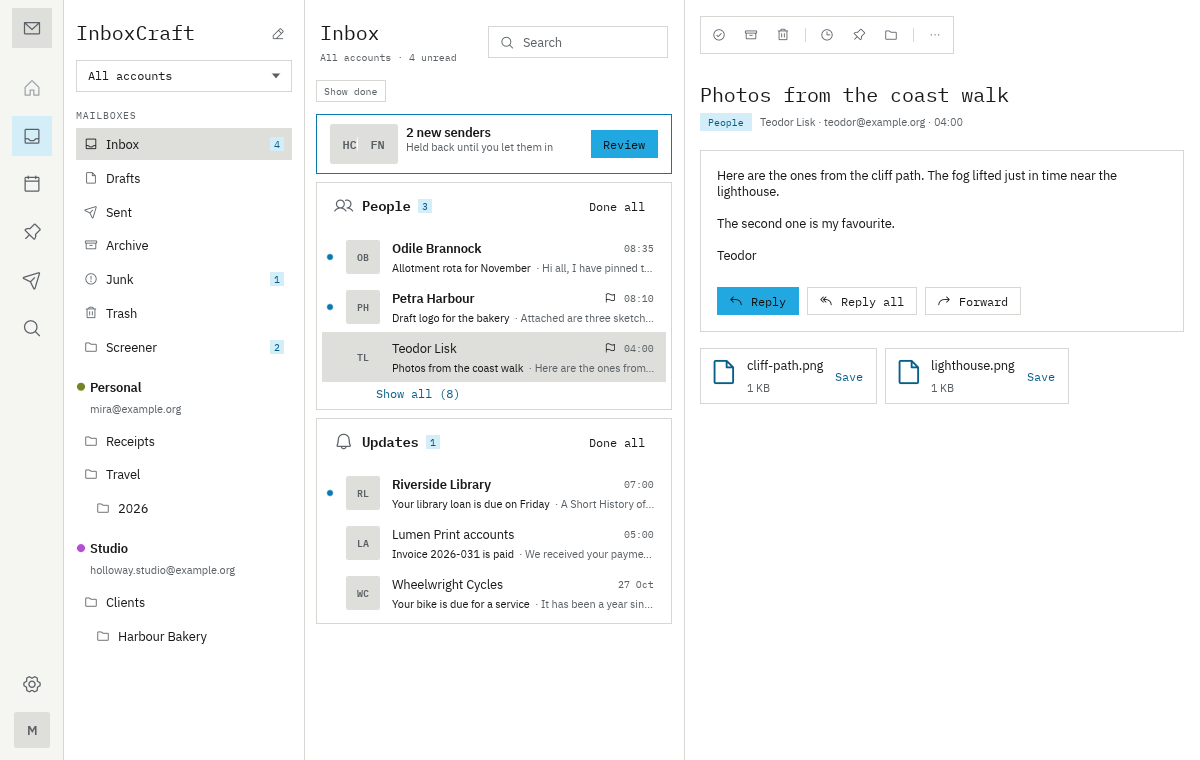 InboxCraft
All accounts
MAILBOXES
Inbox 4
Drafts
Sent
Archive
Junk 1
Trash
Screener 2
Personal
mira@example.org
Receipts
Travel
2026
Studio
holloway.studio@example.org
Clients
Harbour Bakery
M
Inbox
All accounts · 4 unread
Search
Show done
HC FN
2 new senders
Held back until you let them in
Review
People 3
Done all
OB
Odile Brannock 08:35
Allotment rota for November · Hi all, I have pinned t…
PH
Petra Harbour 08:10
Draft logo for the bakery · Attached are three sketch…
TL
Teodor Lisk 04:00
Photos from the coast walk · Here are the ones from…
Show all (8)
Updates 1
Done all
RL
Riverside Library 07:00
Your library loan is due on Friday · A Short History of…
LA
Lumen Print accounts 05:00
Invoice 2026-031 is paid · We received your payme…
WC
Wheelwright Cycles 27 Oct
Your bike is due for a service · It has been a year sin…
Photos from the coast walk
People Teodor Lisk · teodor@example.org · 04:00
Here are the ones from the cliff path. The fog lifted just in time near the
lighthouse.
The second one is my favourite.
Teodor
Reply Reply all Forward
cliff-path.png
1 KB
Save
lighthouse.png
1 KB
Save